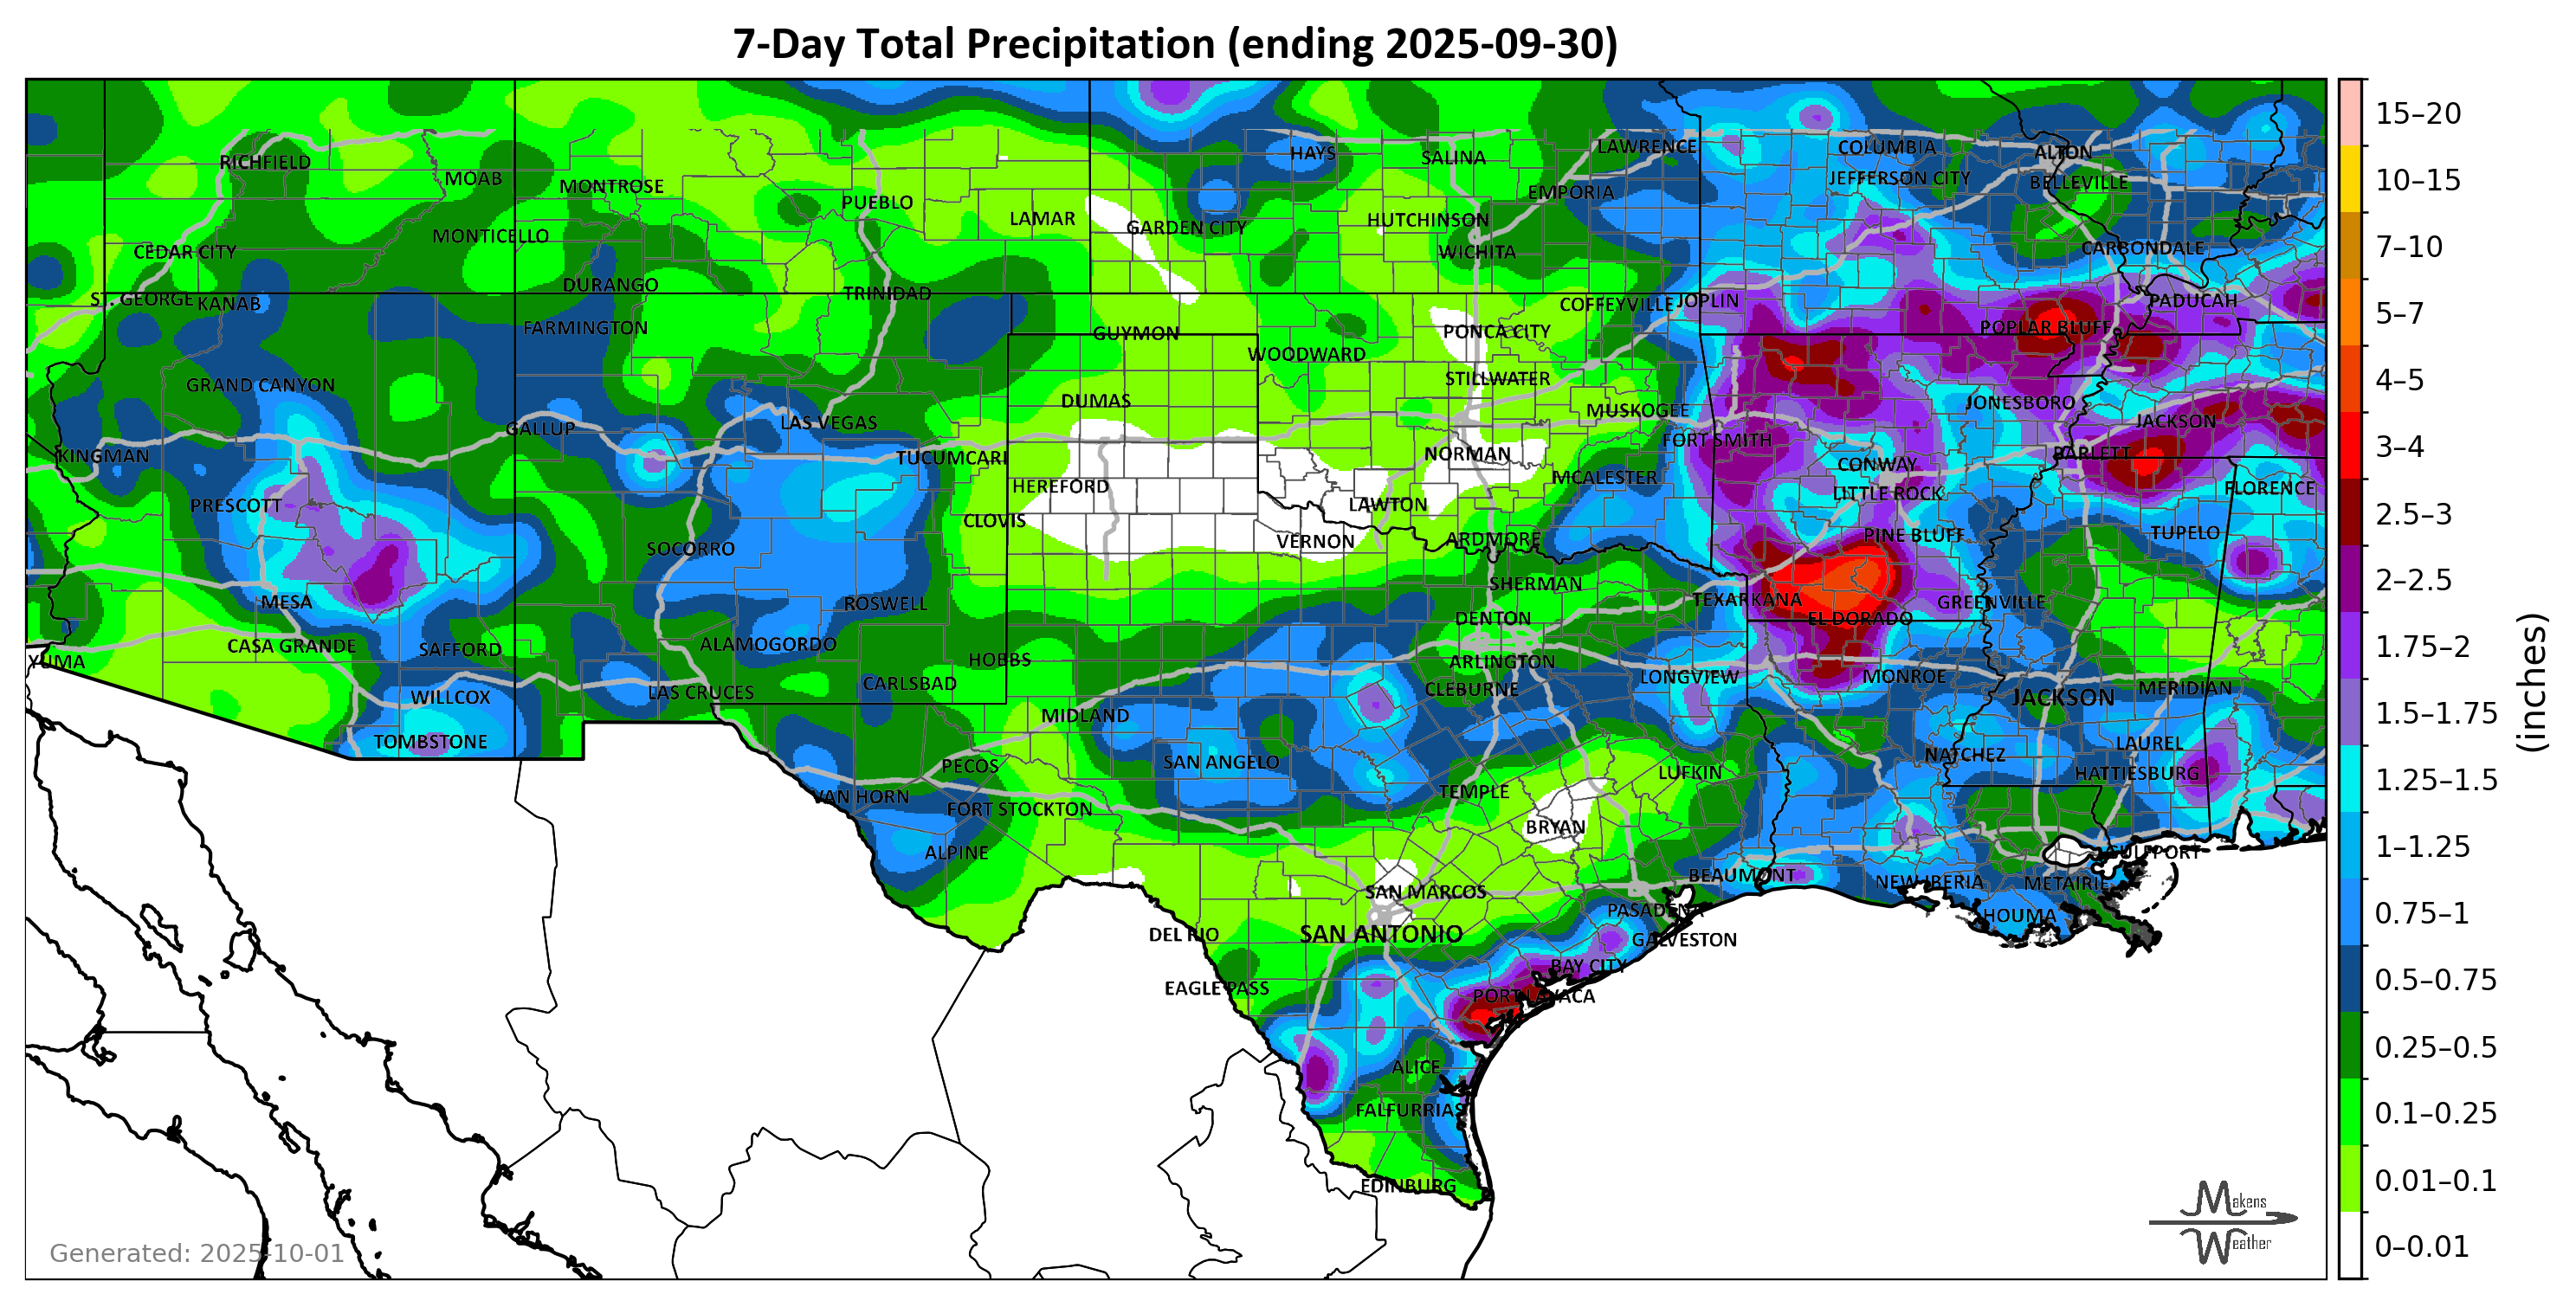 7-Day Total Precipitation (ending 2025-09-30)
RICHFIELD
MOAB
MONTROSE
PUEBLO
LAMAR
GARDEN CITY
HAYS
SALINA
LAWRENCE
EMPORIA
HUTCHINSON
WICHITA
COLUMBIA
JEFFERSON CITY
ALTON
BELLEVILLE
CARBONDALE
CEDAR CITY
MONTICELLO
DURANGO
TRINIDAD
ST. GEORGE
KANAB
FARMINGTON
GUYMON
WOODWARD
PONCA CITY
COFFEYVILLE
JOPLIN
POPLAR BLUFF
PADUCAH
GRAND CANYON
DUMAS
STILLWATER
MUSKOGEE
JONESBORO
JACKSON
KINGMAN
GALLUP
LAS VEGAS
TUCUMCARI
HEREFORD
NORMAN
FORT SMITH
MCALESTER
CONWAY
LITTLE ROCK
BARLETT
FLORENCE
PRESCOTT
CLOVIS
LAWTON
VERNON
ARDMORE
PINE BLUFF
TUPELO
SOCORRO
MESA
ROSWELL
SHERMAN
DENTON
TEXARKANA
EL DORADO
GREENVILLE
CASA GRANDE
SAFFORD
ALAMOGORDO
HOBBS
ARLINGTON
YUMA
WILLCOX
LAS CRUCES
CARLSBAD
CLEBURNE
LONGVIEW
MONROE
JACKSON
MERIDIAN
TOMBSTONE
MIDLAND
SAN ANGELO
PECOS
VAN HORN
FORT STOCKTON
TEMPLE
LUFKIN
NATCHEZ
LAUREL
HATTIESBURG
ALPINE
BRYAN
BEAUMONT
NEW IBERIA
METAIRIE
GULFPORT
HOUMA
SAN MARCOS
PASADENA
DEL RIO
SAN ANTONIO
GALVESTON
BAY CITY
EAGLE PASS
PORT LAVACA
ALICE
FALFURRIAS
EDINBURG
15–20
10–15
7–10
5–7
4–5
3–4
2.5–3
2–2.5
1.75–2
1.5–1.75
1.25–1.5
1–1.25
0.75–1
0.5–0.75
0.25–0.5
0.1–0.25
0.01–0.1
0–0.01
(inches)
Generated: 2025-10-01
Makens
Weather